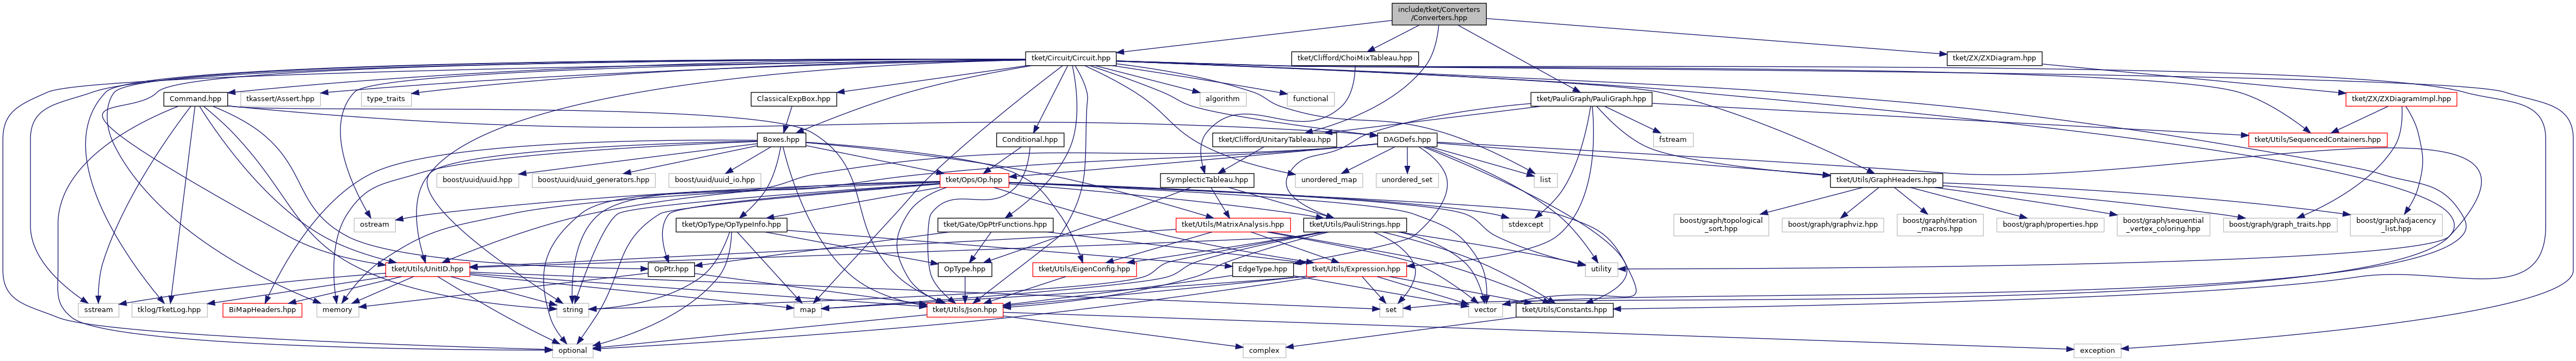 include/tket/Converters
/Converters.hpp
tket/Circuit/Circuit.hpp
tket/Clifford/ChoiMixTableau.hpp
tket/ZX/ZXDiagram.hpp
Command.hpp
tkassert/Assert.hpp
type_traits
ClassicalExpBox.hpp
algorithm
functional
tket/PauliGraph/PauliGraph.hpp
tket/ZX/ZXDiagramImpl.hpp
Boxes.hpp
Conditional.hpp
tket/Clifford/UnitaryTableau.hpp
DAGDefs.hpp
fstream
tket/Utils/SequencedContainers.hpp
boost/uuid/uuid.hpp
boost/uuid/uuid_generators.hpp
boost/uuid/uuid_io.hpp
tket/Ops/Op.hpp
SymplecticTableau.hpp
unordered_map
unordered_set
list
tket/Utils/GraphHeaders.hpp
ostream
tket/OpType/OpTypeInfo.hpp
tket/Gate/OpPtrFunctions.hpp
tket/Utils/MatrixAnalysis.hpp
tket/Utils/PauliStrings.hpp
stdexcept
boost/graph/topological
_sort.hpp
boost/graph/graphviz.hpp
boost/graph/iteration
_macros.hpp
boost/graph/properties.hpp
boost/graph/sequential
_vertex_coloring.hpp
boost/graph/graph_traits.hpp
boost/graph/adjacency
_list.hpp
tket/Utils/UnitID.hpp
OpPtr.hpp
OpType.hpp
tket/Utils/EigenConfig.hpp
EdgeType.hpp
tket/Utils/Expression.hpp
utility
sstream
tklog/TketLog.hpp
BiMapHeaders.hpp
memory
string
map
tket/Utils/Json.hpp
set
vector
tket/Utils/Constants.hpp
optional
complex
exception